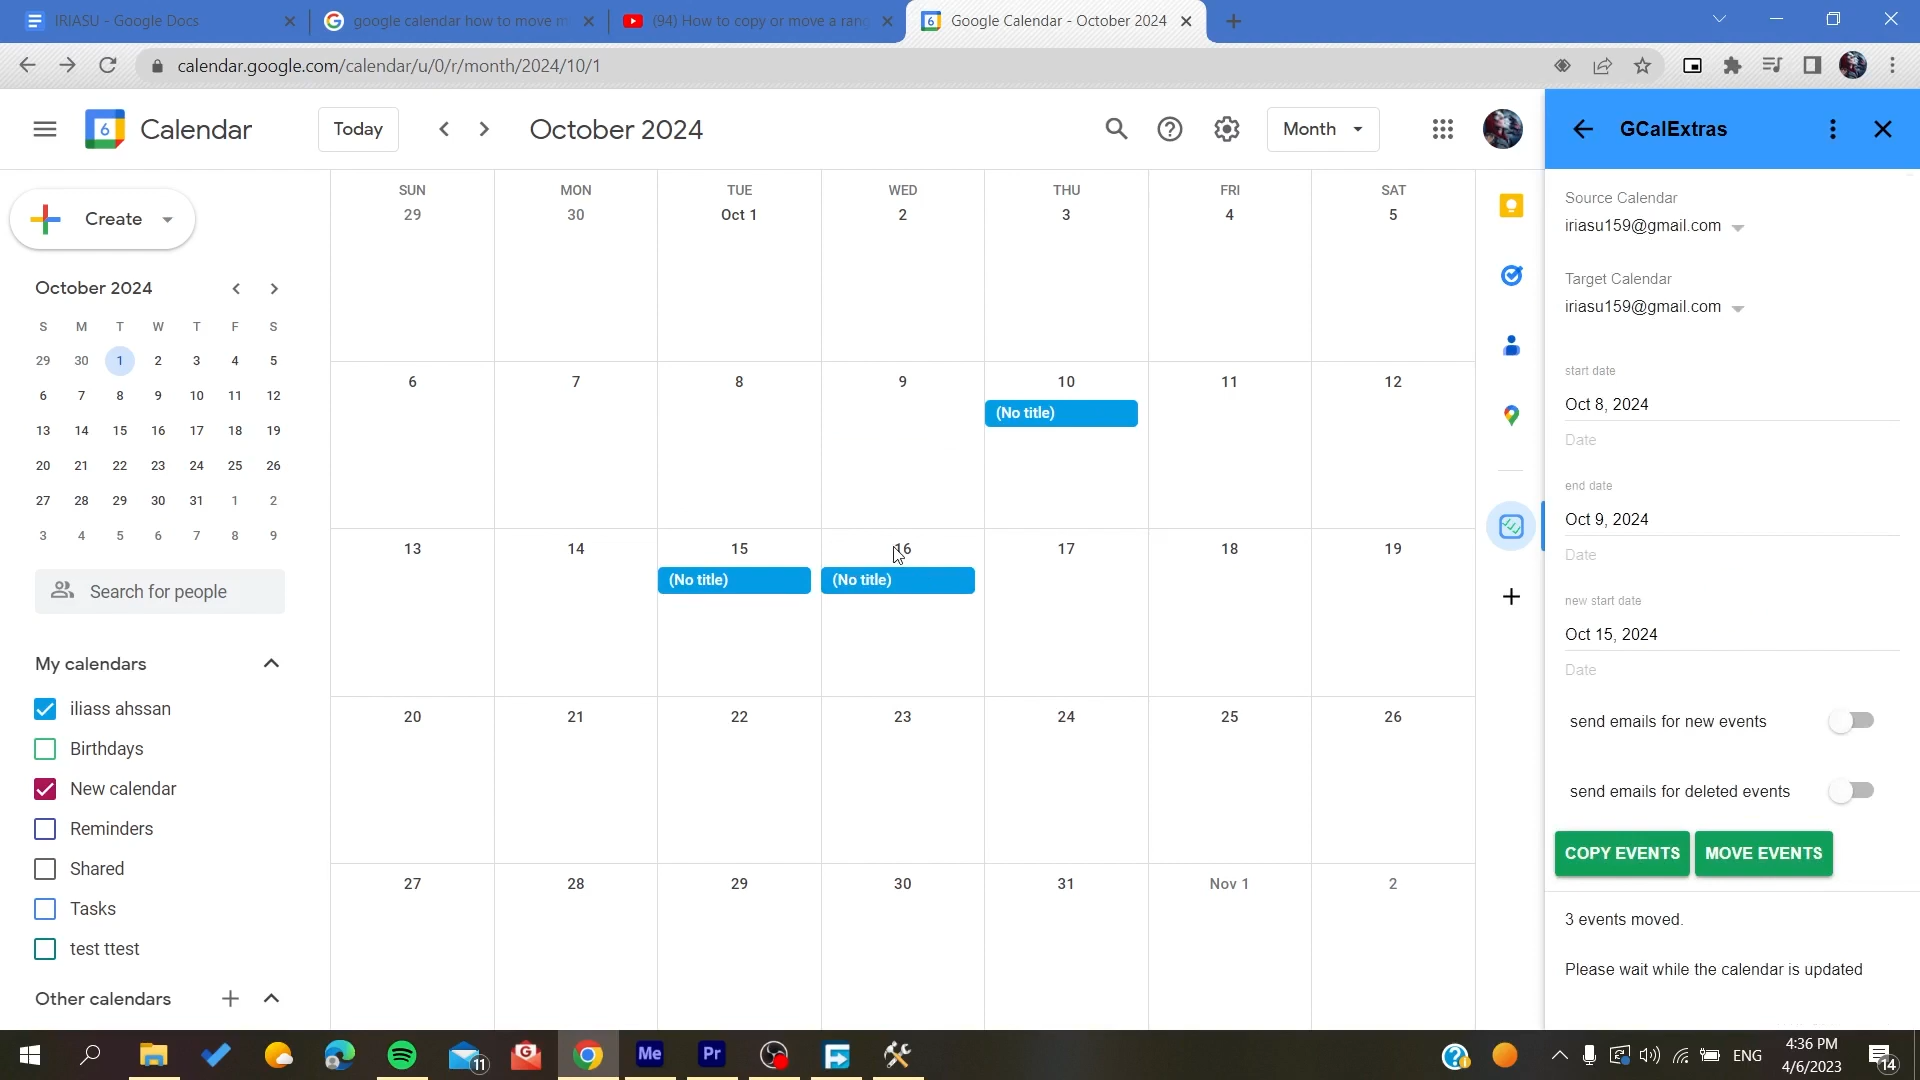 IRIASU - Google Docs
google calendar how to move m
(94) How to copy or move a rang
Google Calendar - October 2024
calendar.google.com/calendar/u/0/r/month/2024/10/1
6
Calendar
Today
October 2024
Month
GCalExtras
Create
October 2024
S M T W T F S
29 30 1 2 3 4 5
6 7 8 9 10 11 12
13 14 15 16 17 18 19
20 21 22 23 24 25 26
27 28 29 30 31 1 2
3 4 5 6 7 8 9
Search for people
My calendars
iliass ahssan
Birthdays
New calendar
Reminders
Shared
Tasks
test ttest
Other calendars
SUN MON TUE WED THU FRI SAT
29 30 Oct 1 2 3 4 5
6 7 8 9 10 11 12
(No title)
13 14 15 16 17 18 19
(No title) (No title)
20 21 22 23 24 25 26
27 28 29 30 31 Nov 1 2
Source Calendar
iriasu159@gmail.com
Target Calendar
iriasu159@gmail.com
start date
Oct 8, 2024
Date
end date
Oct 9, 2024
Date
new start date
Oct 15, 2024
Date
send emails for new events
send emails for deleted events
COPY EVENTS MOVE EVENTS
3 events moved.
Please wait while the calendar is updated
11
Me
Pr
ENG
4:36 PM
4/6/2023
14